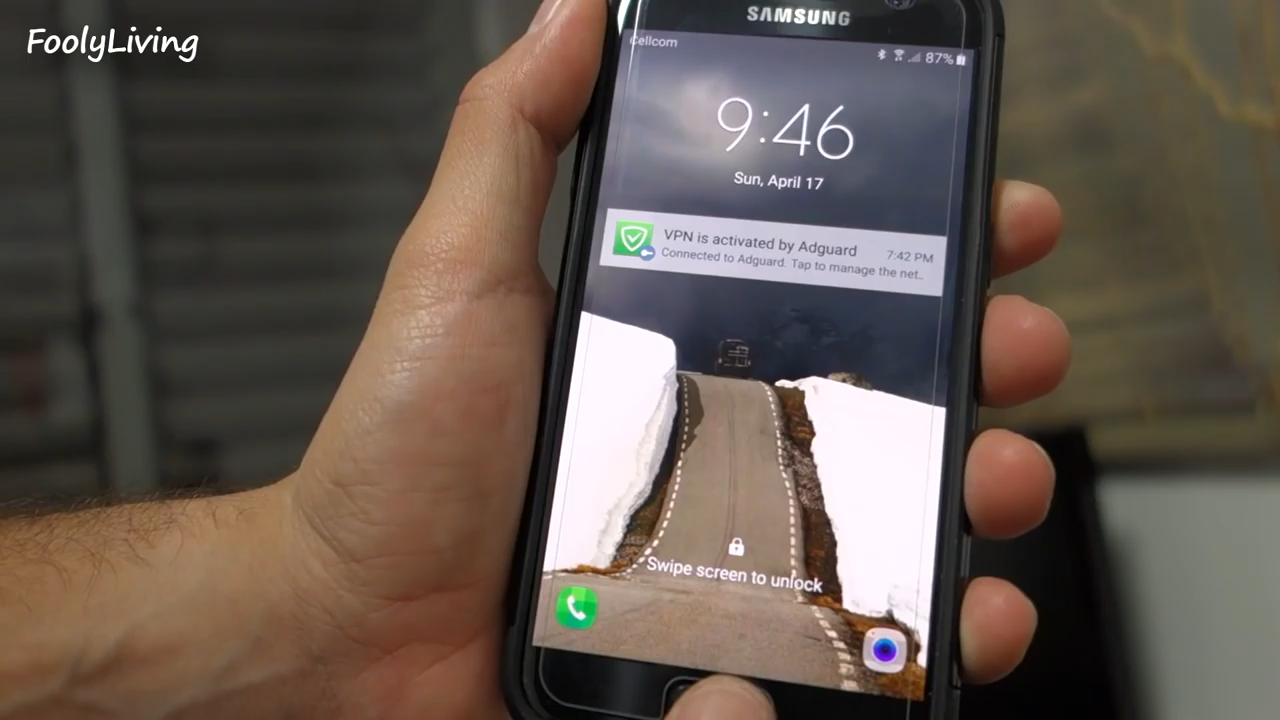 FoolyLiving
SAMSUNG
Cellcom
87%
9:46
Sun, April 17
VPN is activated by Adguard
7:42 PM
Connected to Adguard. Tap to manage the net..
Swipe screen to unlock